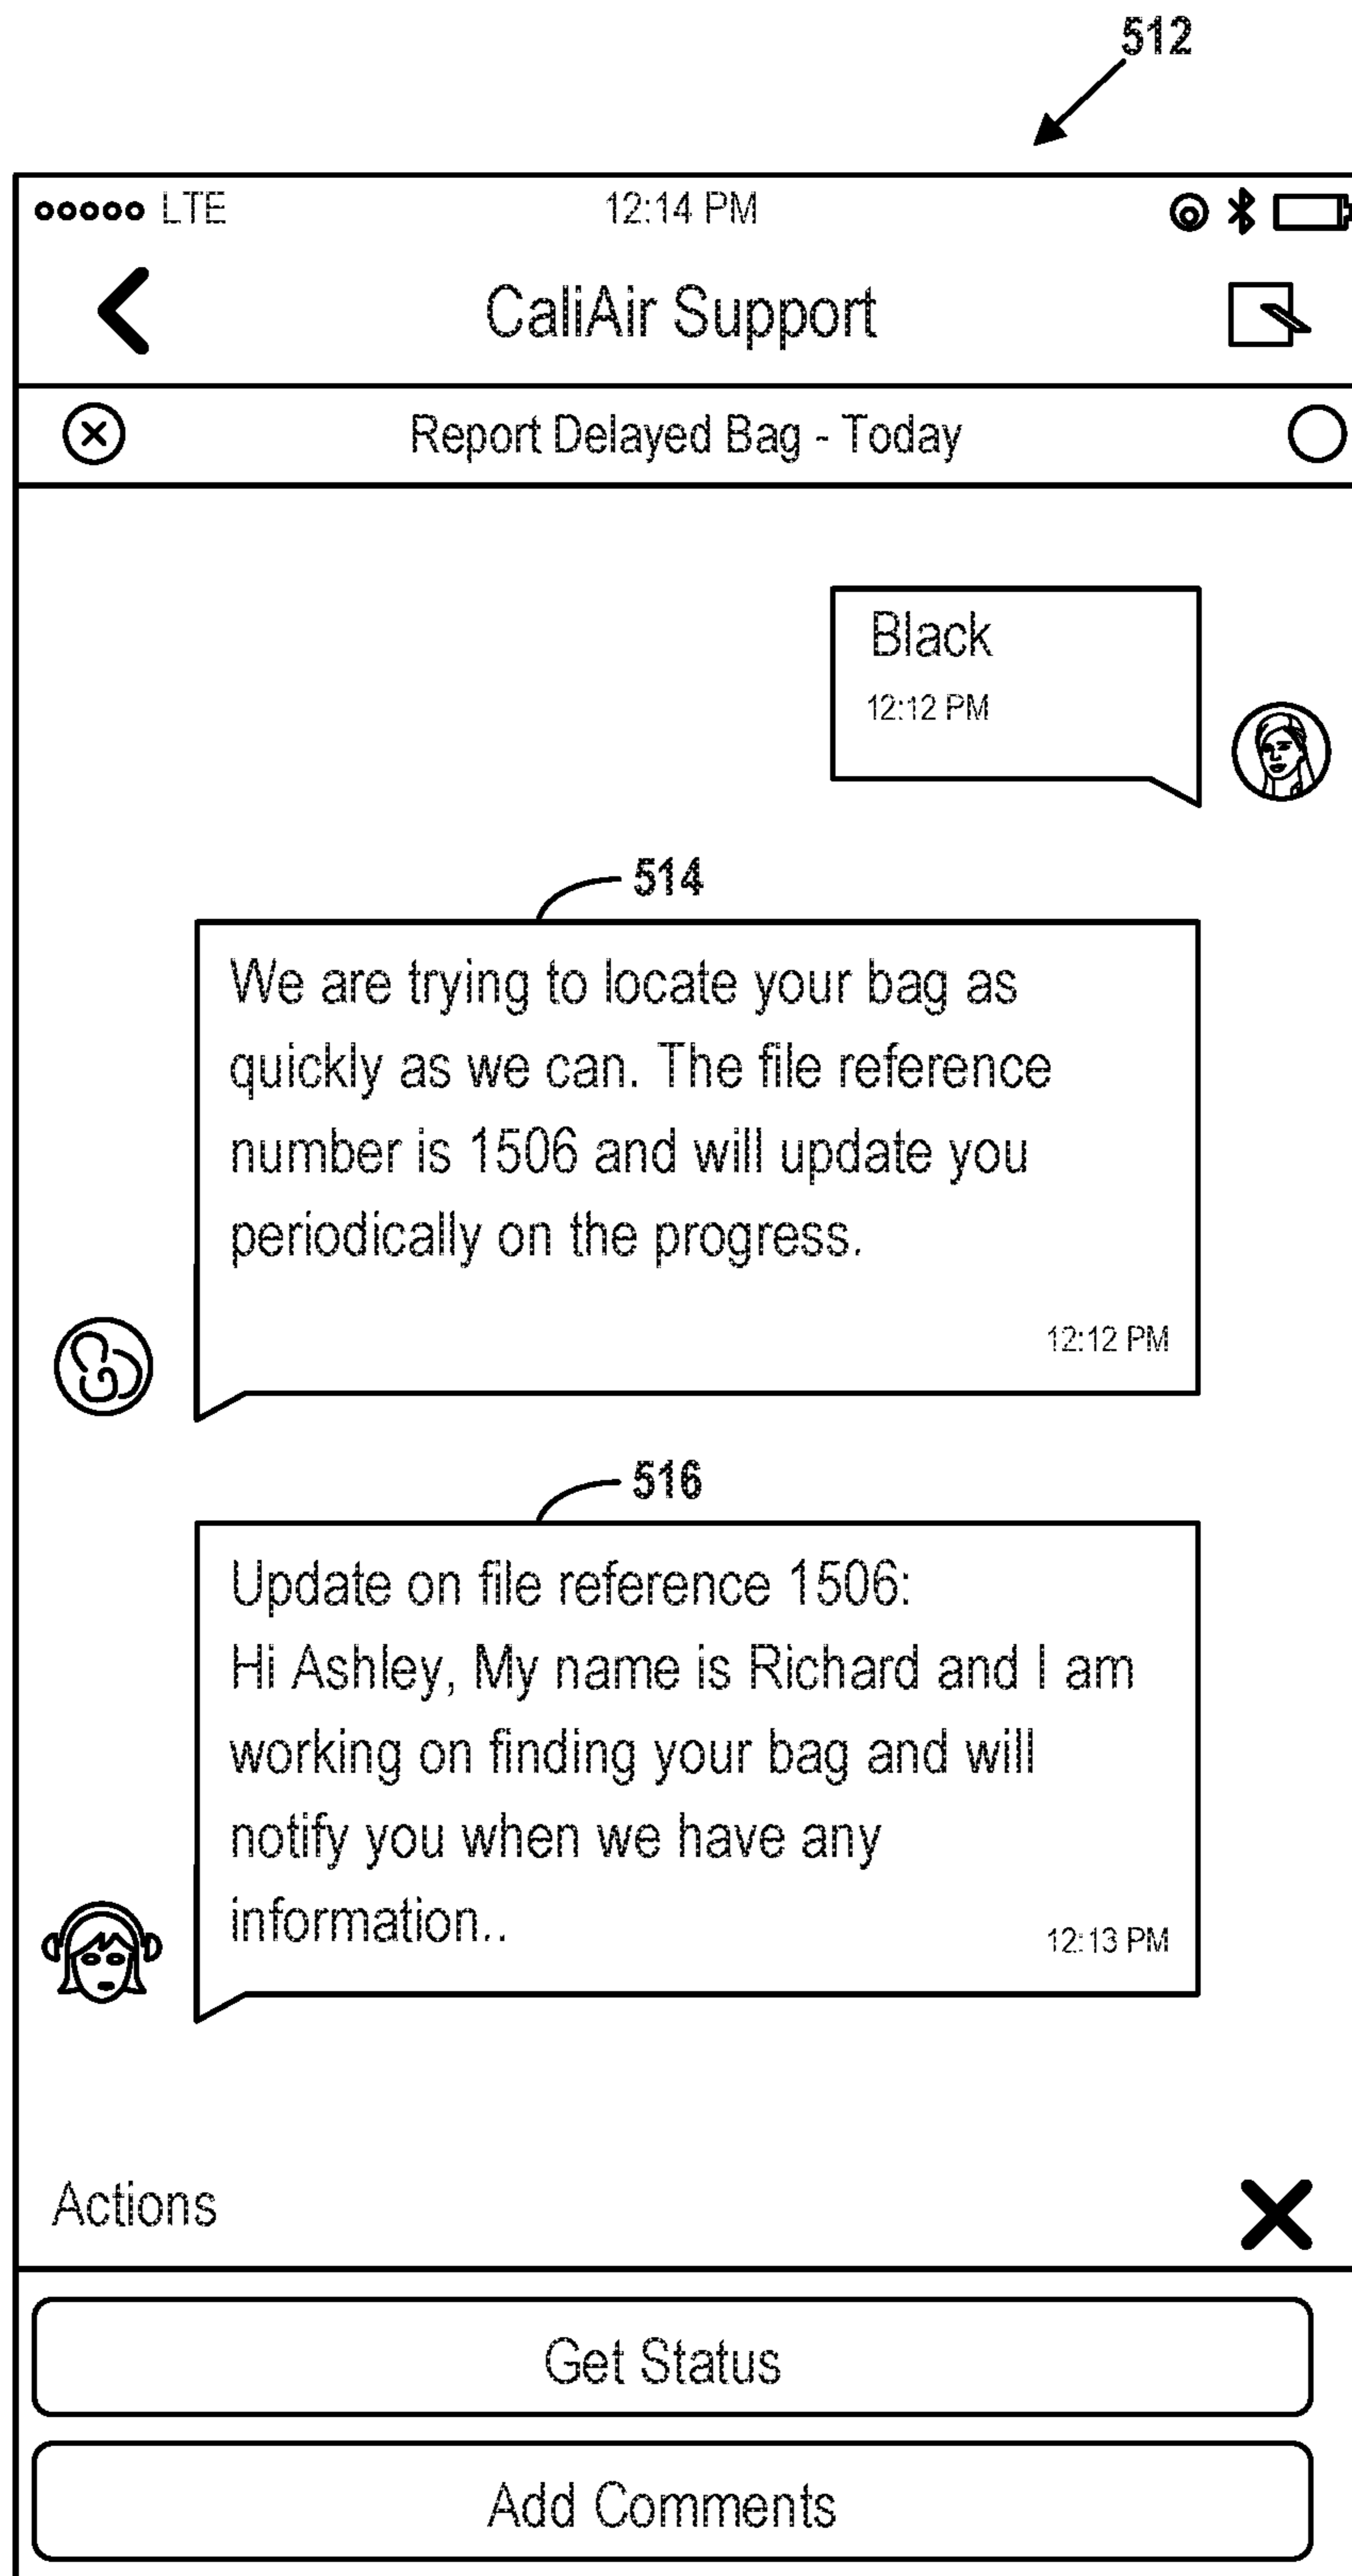 512
LTE 12:14 PM
CaliAir Support
Report Delayed Bag - Today
Black
12:12 PM
514
We are trying to locate your bag as
quickly as we can. The file reference
number is 1506 and will update you
periodically on the progress.
12:12 PM
516
Update on file reference 1506:
Hi Ashley, My name is Richard and I am
working on finding your bag and will
notify you when we have any
information..
12:13 PM
Actions
Get Status
Add Comments